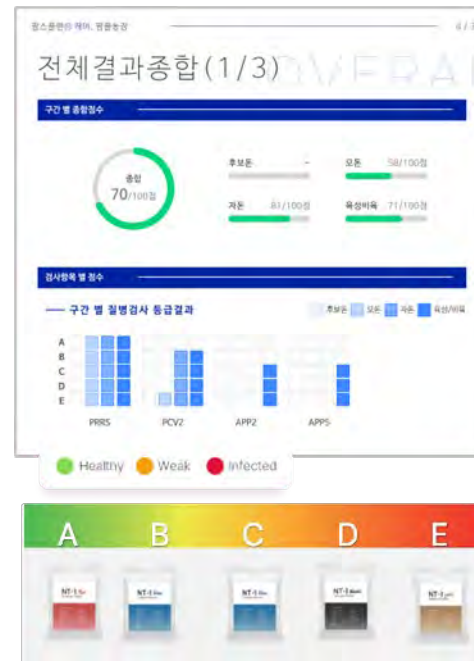 전체결과종합(1/3)
구간 별 종합점수
종합
70/100점
후보돈 -
모돈 58/100점
자돈 81/100점
육성비육 71/100점
검사항목 별 점수
구간 별 질병검사 등급결과
후보돈 모돈 자돈 육성/비육
A
B
C
D
E
PRRS PCV2 APP2 APP5
Healthy Weak Infected
A B C D E
NT-1 NT-1 NT-1 NT-1 NT-1